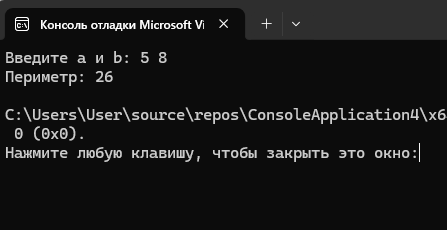 Консоль отладки Microsoft Vi
Введите a и b: 5 8
Периметр: 26
C:\Users\User\source\repos\ConsoleApplication4\x6
0 (0x0).
Нажмите любую клавишу, чтобы закрыть это окно: